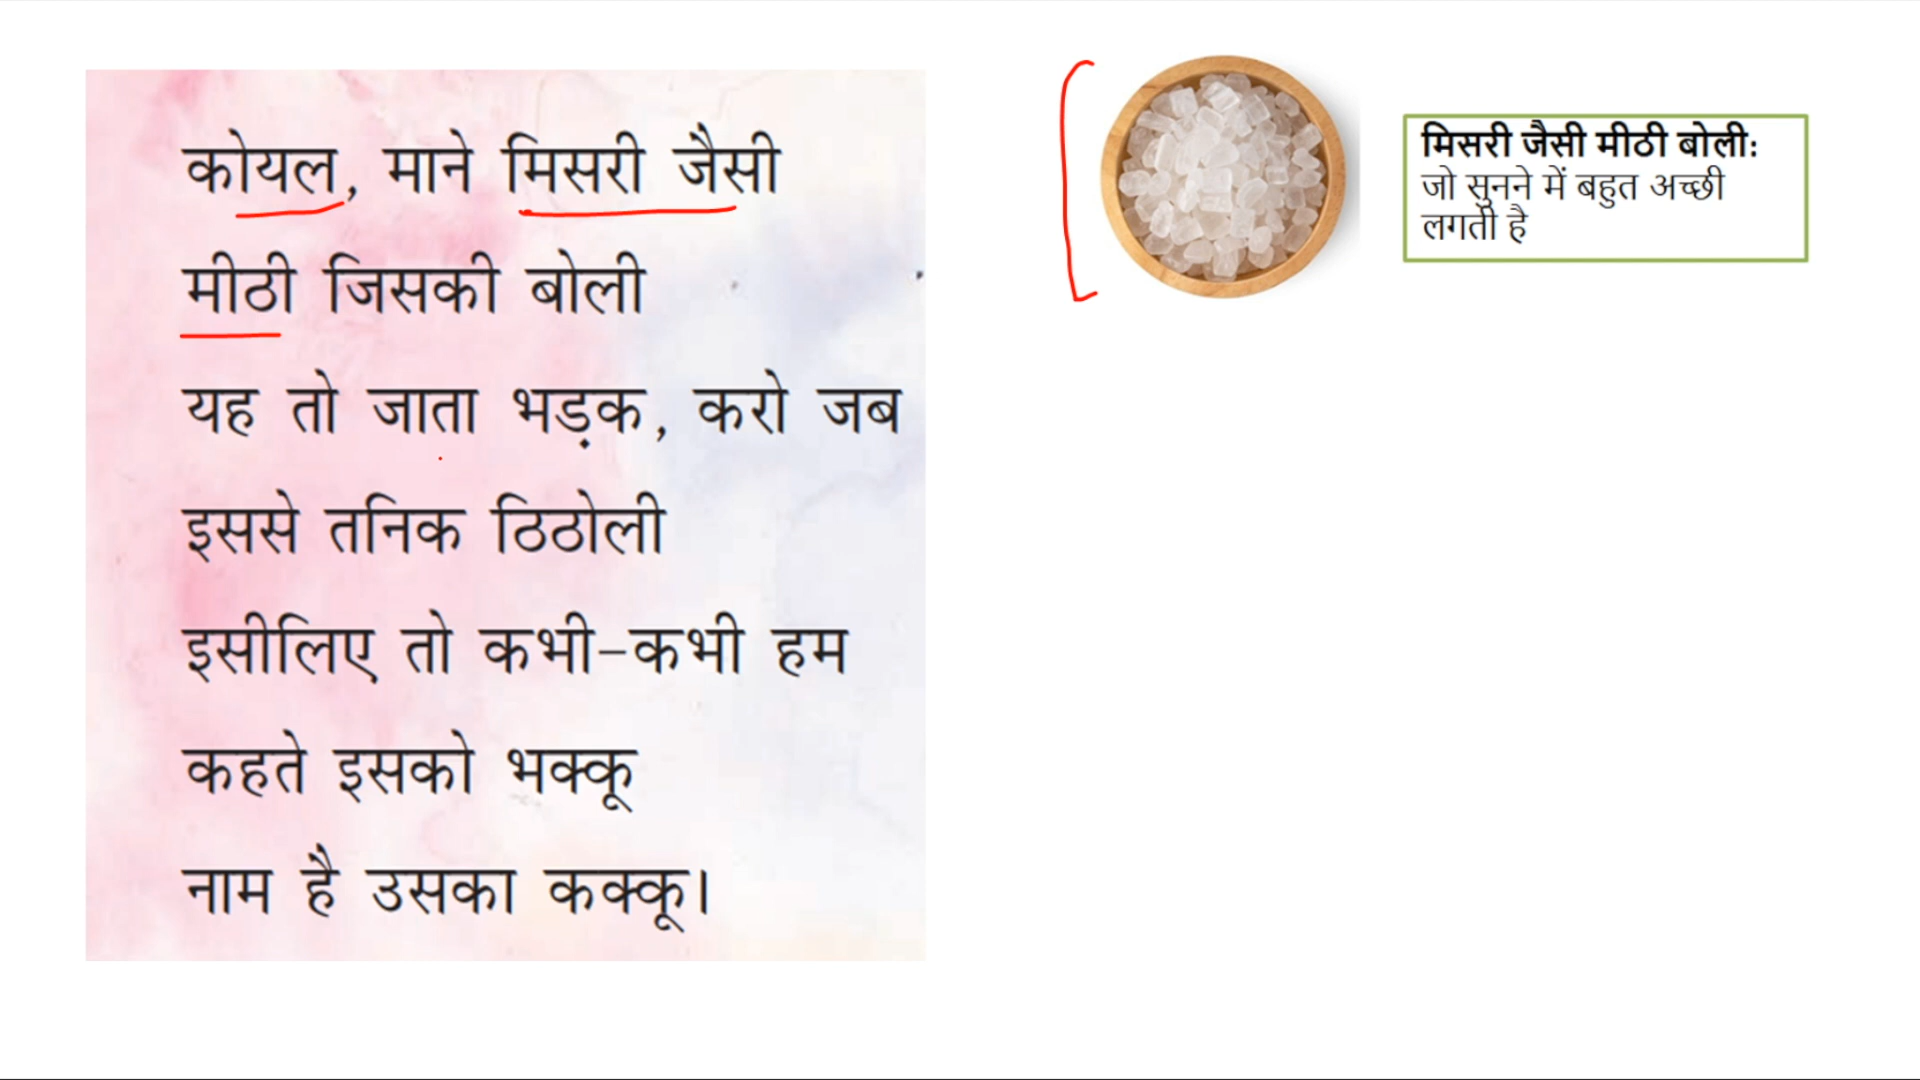 कोयल, माने मिसरी जैसी
मीठी जिसकी बोली
यह तो जाता भड़क, करो जब
इससे तनिक ठिठोली
इसीलिए तो कभी-कभी हम
कहते इसको भक्कू
नाम है उसका कक्कू।
मिसरी जैसी मीठी बोली:
जो सुनने में बहुत अच्छी
लगती है